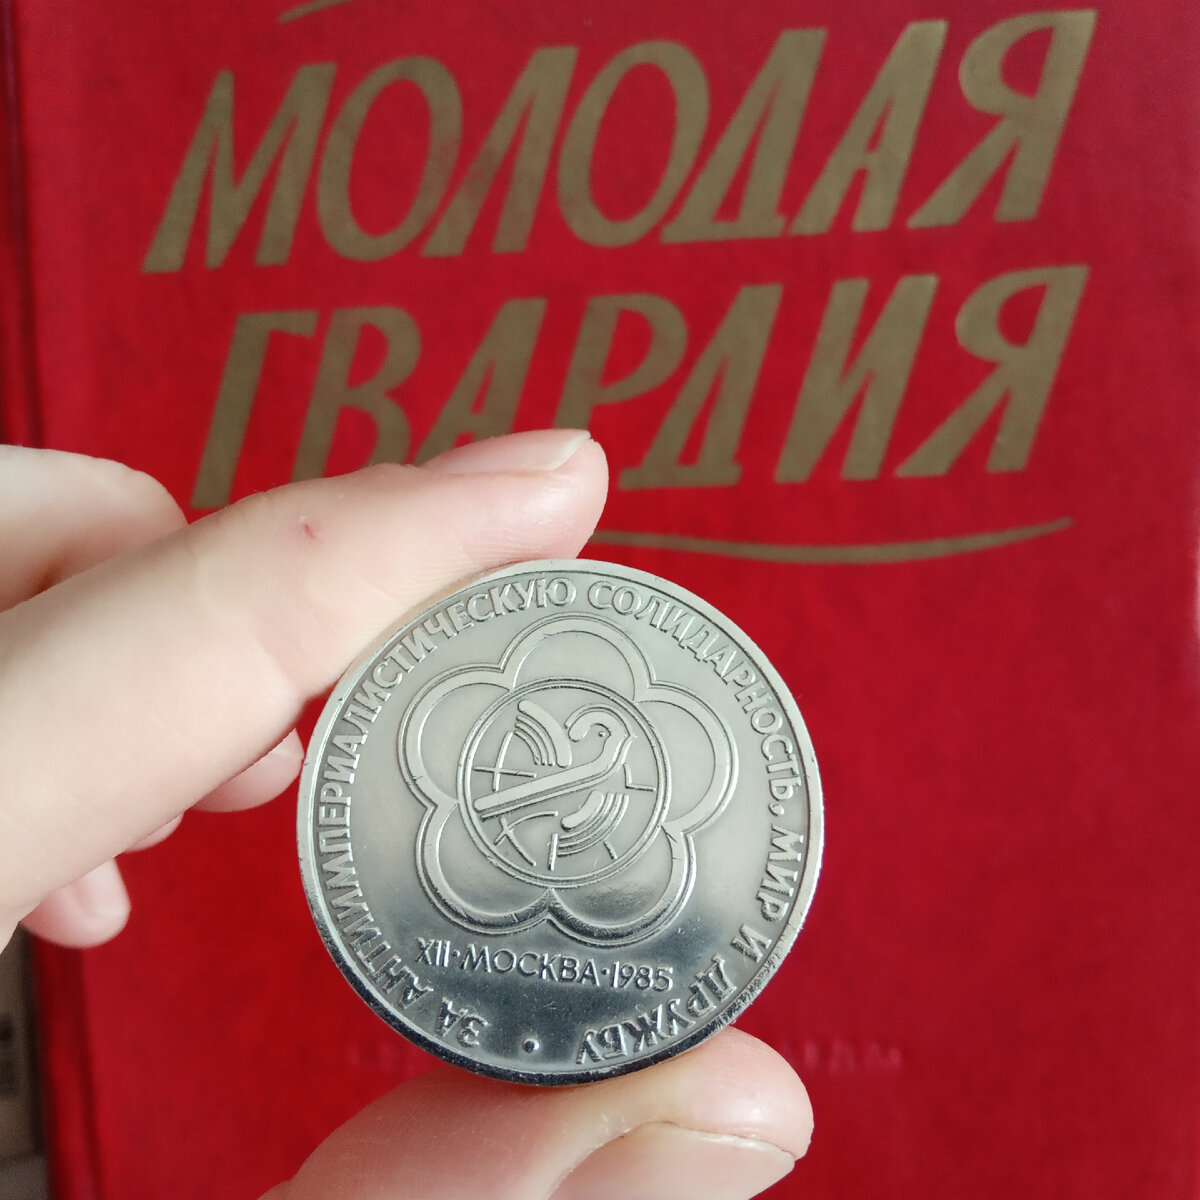 МОЛОДАЯ
ГВАРДИЯ
ЗА АНТИИМПЕРИАЛИСТИЧЕСКУЮ СОЛИДАРНОСТЬ, МИР И ДРУЖБУ •
XII•МОСКВА•1985